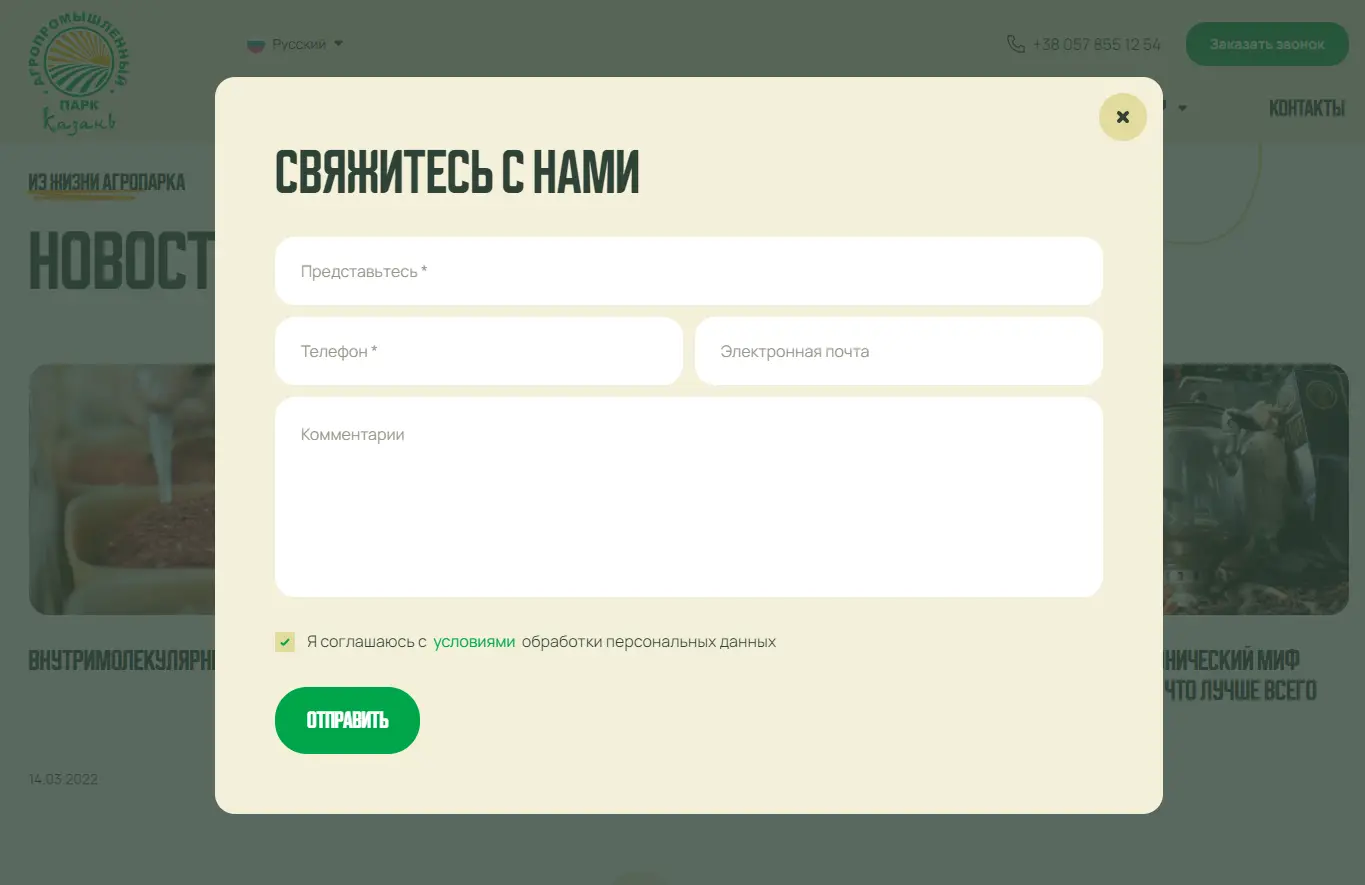 АГРОПРОМЫШЛЕННЫЙ
ПАРК
Казань
Русский
+38 057 855 12 54
Заказать звонок
КОНТАКТЫ
ИЗ ЖИЗНИ АГРОПАРКА
НОВОСТ
СВЯЖИТЕСЬ С НАМИ
Представьтесь *
Телефон *
Электронная почта
Комментарии
Я соглашаюсь с условиями обработки персональных данных
ОТПРАВИТЬ
ВНУТРИМОЛЕКУЛЯРН
НИЧЕСКИЙ МИФ
ЧТО ЛУЧШЕ ВСЕГО
14.03.2022